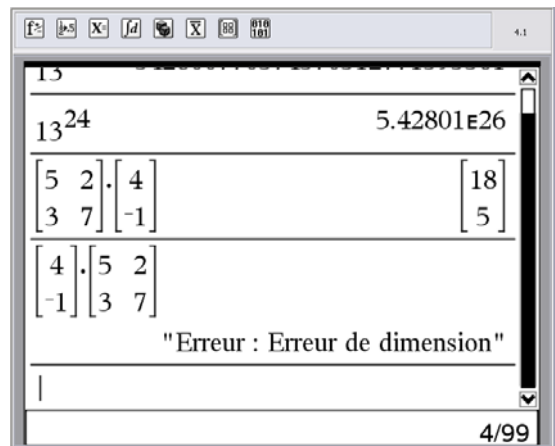 4.1
13
13^24 5.42801E26
[5 2; 3 7]·[4; -1] [18; 5]
[4; -1]·[5 2; 3 7]
"Erreur : Erreur de dimension"
4/99